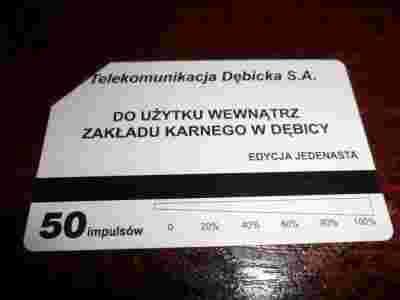 Telekomunikacja Dębicka S.A.
DO UŻYTKU WEWNĄTRZ
ZAKŁADU KARNEGO W DĘBICY
EDYCJA JEDENASTA
50 impulsów
0 20% 40% 60% 80% 100%